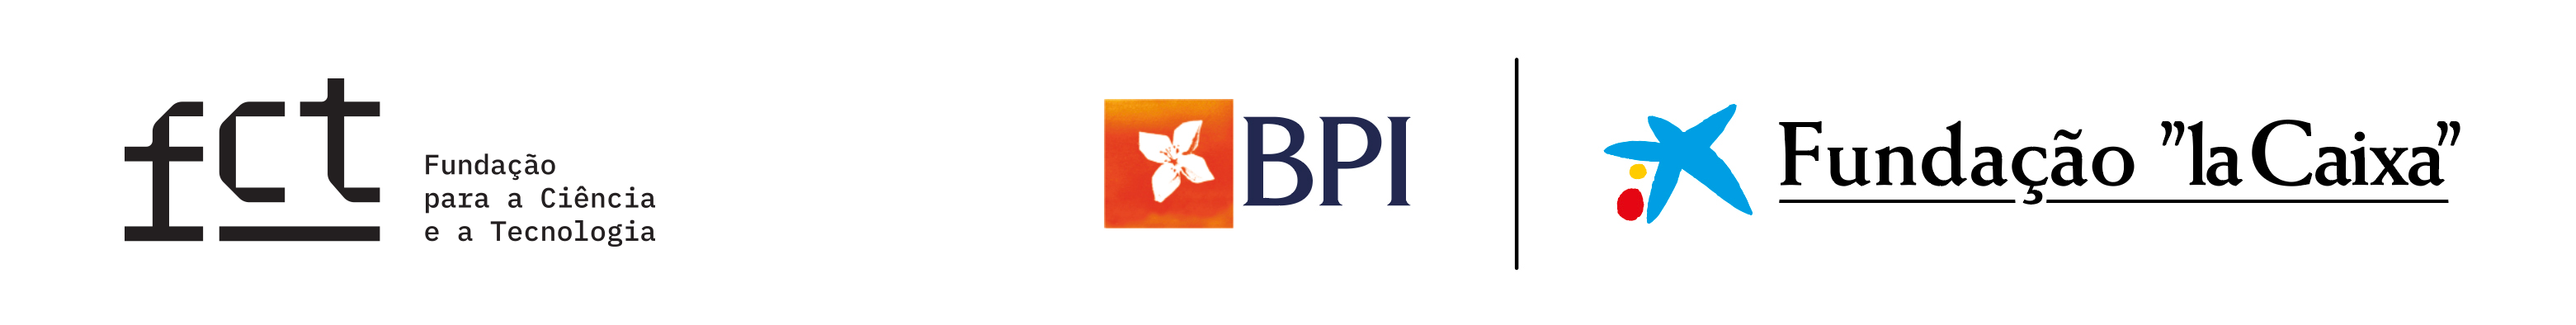 fct
Fundação
para a Ciência
e a Tecnologia
BPI
Fundação "la Caixa"